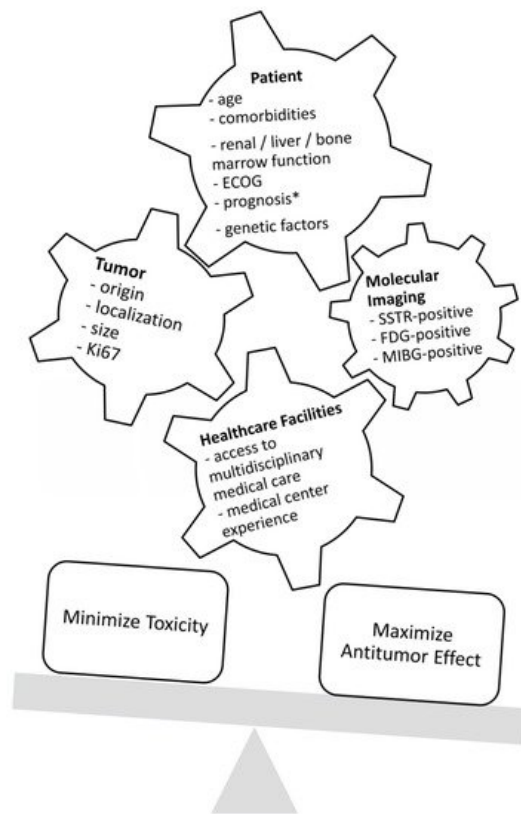 Patient
- age
- comorbidities
- renal / liver / bone
marrow function
- ECOG
- prognosis*
- genetic factors
Tumor
- origin
- localization
- size
- Ki67
Molecular
Imaging
- SSTR-positive
- FDG-positive
- MIBG-positive
Healthcare Facilities
- access to
multidisciplinary
medical care
- medical center
experience
Minimize Toxicity
Maximize
Antitumor Effect